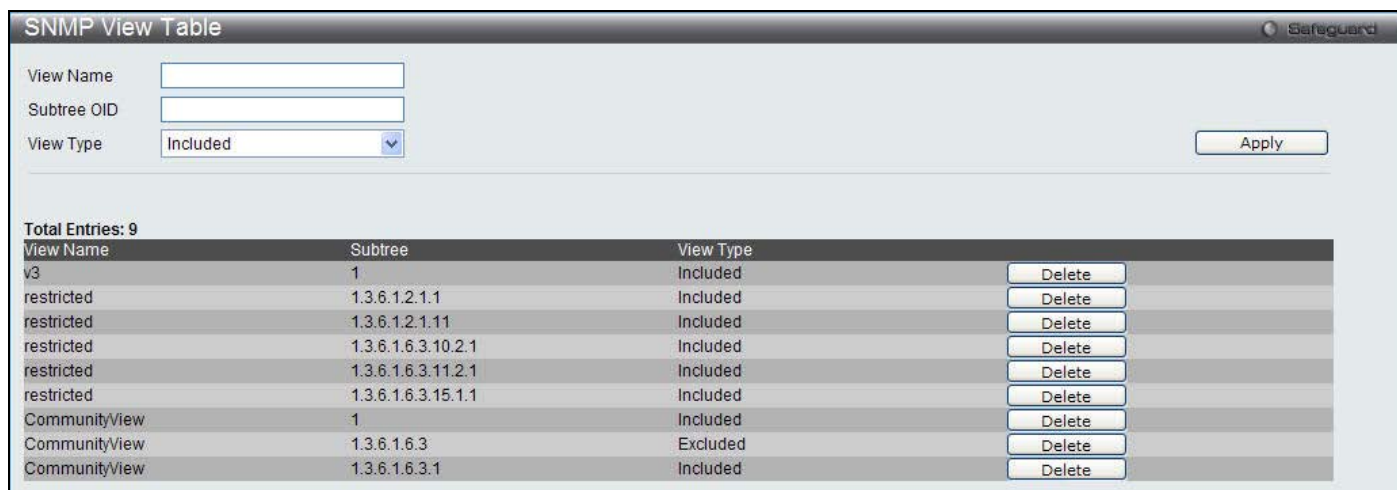 SNMP View Table
Safeguard
View Name
Subtree OID
View Type Included
Apply
Total Entries: 9
View Name Subtree View Type
v3 1 Included Delete
restricted 1.3.6.1.2.1.1 Included Delete
restricted 1.3.6.1.2.1.11 Included Delete
restricted 1.3.6.1.6.3.10.2.1 Included Delete
restricted 1.3.6.1.6.3.11.2.1 Included Delete
restricted 1.3.6.1.6.3.15.1.1 Included Delete
CommunityView 1 Included Delete
CommunityView 1.3.6.1.6.3 Excluded Delete
CommunityView 1.3.6.1.6.3.1 Included Delete